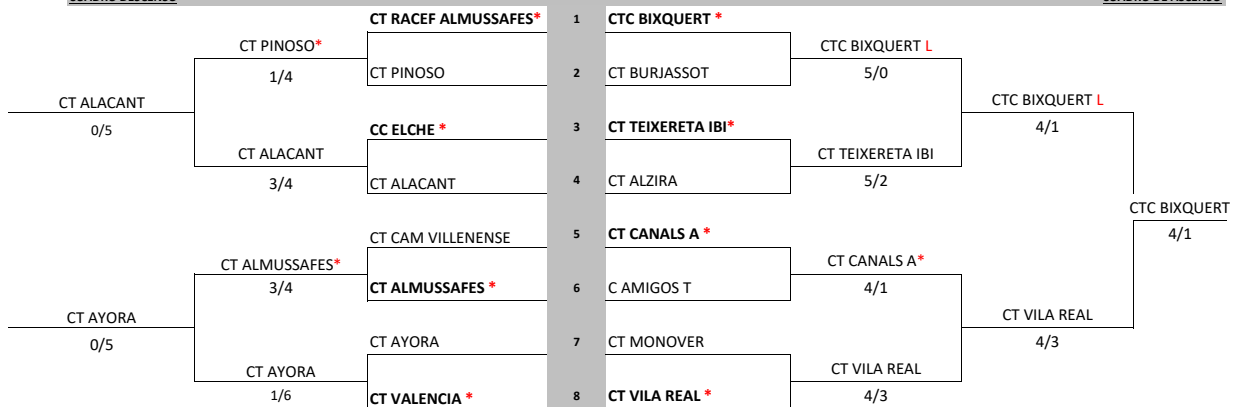 CUADRO DESCENSO CUADRO DE ASCENSO
CT RACEF ALMUSSAFES* 1 CTC BIXQUERT *
CT PINOSO* CTC BIXQUERT L
1/4 CT PINOSO 2 CT BURJASSOT 5/0
CT ALACANT CTC BIXQUERT L
0/5 CC ELCHE * 3 CT TEIXERETA IBI* 4/1
CT ALACANT CT TEIXERETA IBI
3/4 CT ALACANT 4 CT ALZIRA 5/2
CTC BIXQUERT
CT CAM VILLENENSE 5 CT CANALS A * 4/1
CT ALMUSSAFES* CT CANALS A*
3/4 CT ALMUSSAFES * 6 C AMIGOS T 4/1
CT AYORA CT VILA REAL
0/5 CT AYORA 7 CT MONOVER 4/3
CT AYORA CT VILA REAL
1/6 CT VALENCIA * 8 CT VILA REAL * 4/3